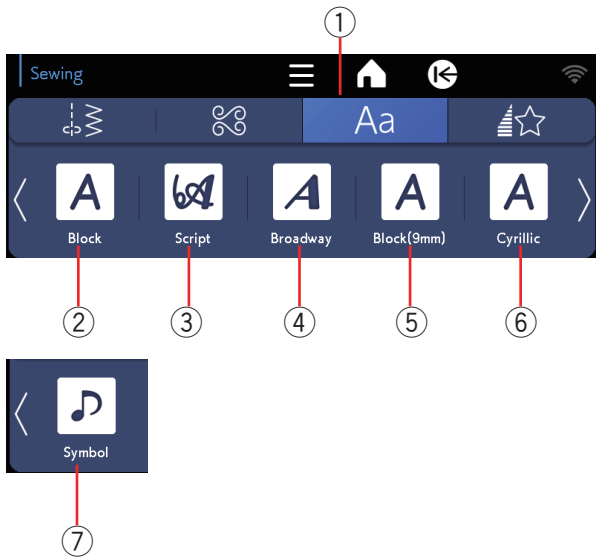 ①
Sewing
Aa
A
A
A
A
A
Block
Script
Broadway
Block(9mm)
Cyrillic
②
③
④
⑤
⑥
Symbol
⑦